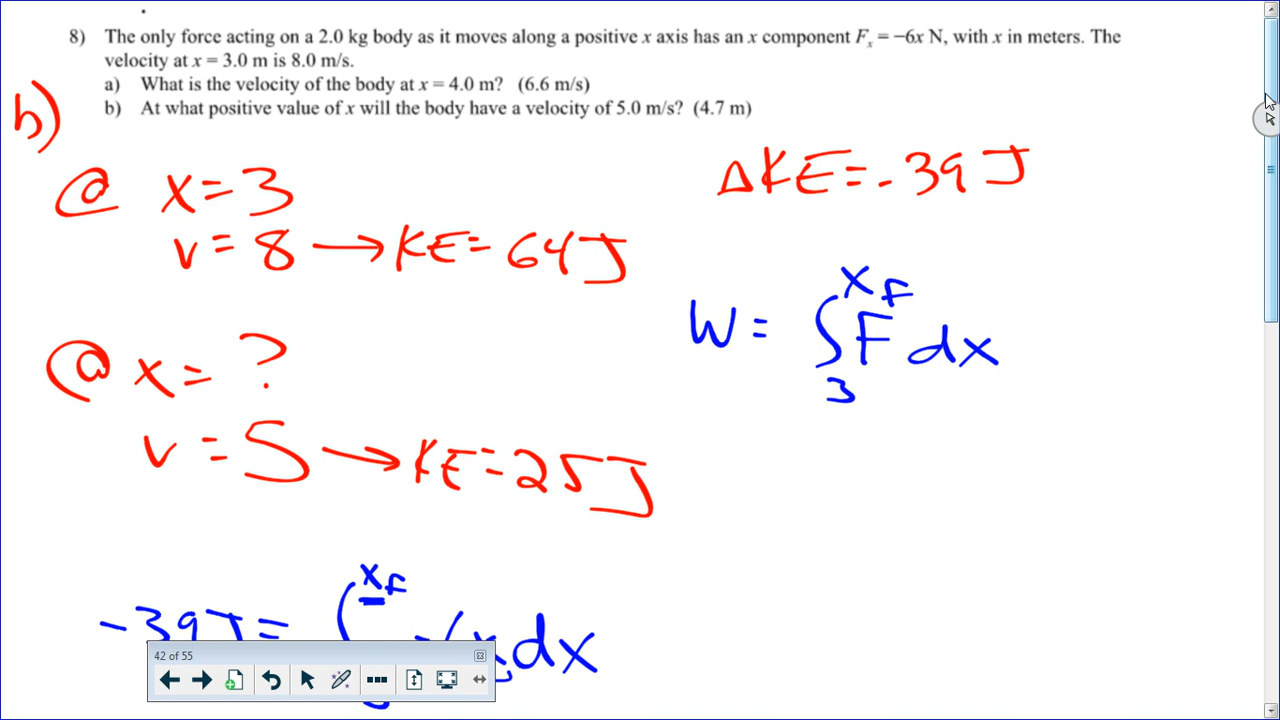 8) The only force acting on a 2.0 kg body as it moves along a positive x axis has an x component Fₓ = −6x N, with x in meters. The
velocity at x = 3.0 m is 8.0 m/s.
a) What is the velocity of the body at x = 4.0 m? (6.6 m/s)
b) At what positive value of x will the body have a velocity of 5.0 m/s? (4.7 m)
b)
@ x = 3
v = 8 → KE = 64 J
@ x = ?
v = 5 → KE = 25 J
ΔKE = -39 J
W = ∫₃^{x_F} F dx
-39 J = ∫^{x_F} -6x dx
42 of 55